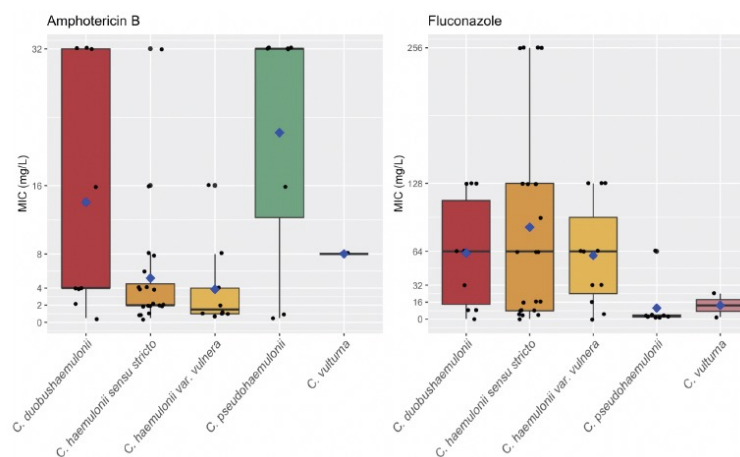 Amphotericin B
MIC (mg/L)
32
16
8
4
2
0
C. duobushaemulonii
C. haemulonii sensu stricto
C. haemulonii var. vulnera
C. pseudohaemulonii
C. vulturna
Fluconazole
MIC (mg/L)
256
128
64
32
16
0
C. duobushaemulonii
C. haemulonii sensu stricto
C. haemulonii var. vulnera
C. pseudohaemulonii
C. vulturna